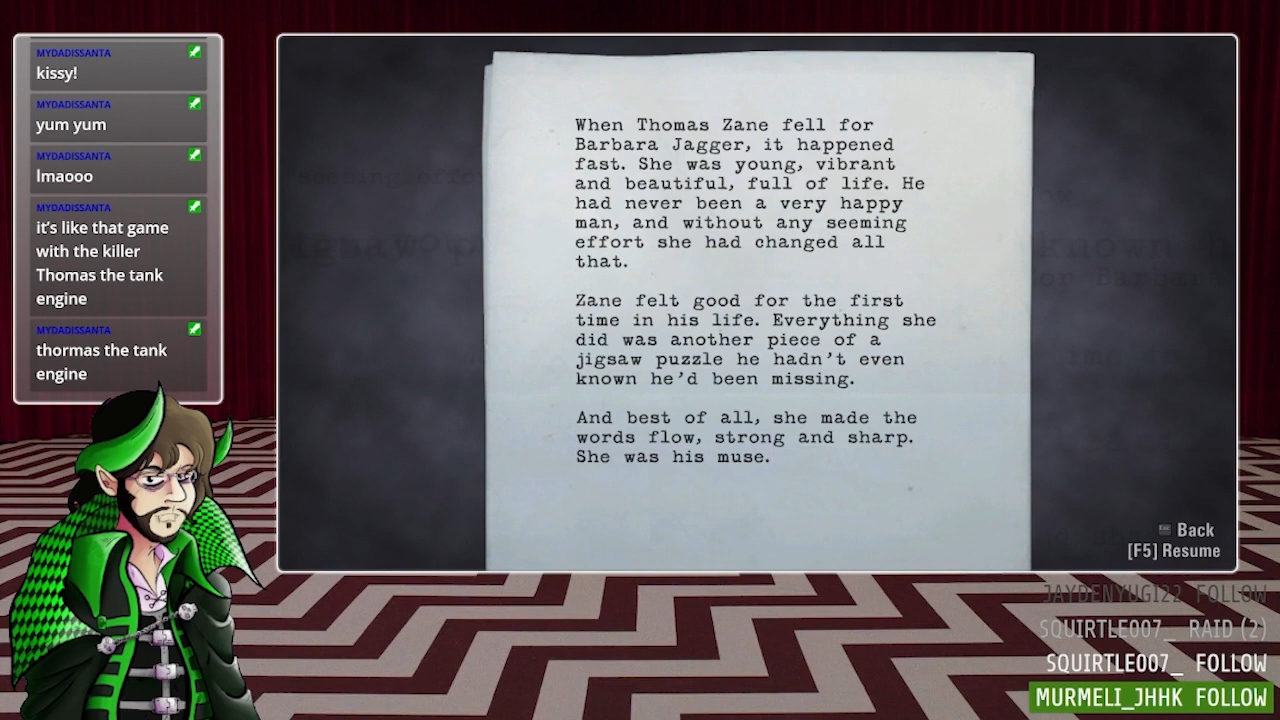 MYDADISSANTA
kissy!
MYDADISSANTA
yum yum
MYDADISSANTA
lmaooo
MYDADISSANTA
it's like that game
with the killer
Thomas the tank
engine
MYDADISSANTA
thormas the tank
engine
When Thomas Zane fell for
Barbara Jagger, it happened
fast. She was young, vibrant
and beautiful, full of life. He
had never been a very happy
man, and without any seeming
effort she had changed all
that.
Zane felt good for the first
time in his life. Everything she
did was another piece of a
jigsaw puzzle he hadn't even
known he'd been missing.
And best of all, she made the
words flow, strong and sharp.
She was his muse.
Esc Back
[F5] Resume
JAYDENYUGI22 FOLLOW
SQUIRTLE007_ RAID (2)
SQUIRTLE007_ FOLLOW
MURMELI_JHHK FOLLOW